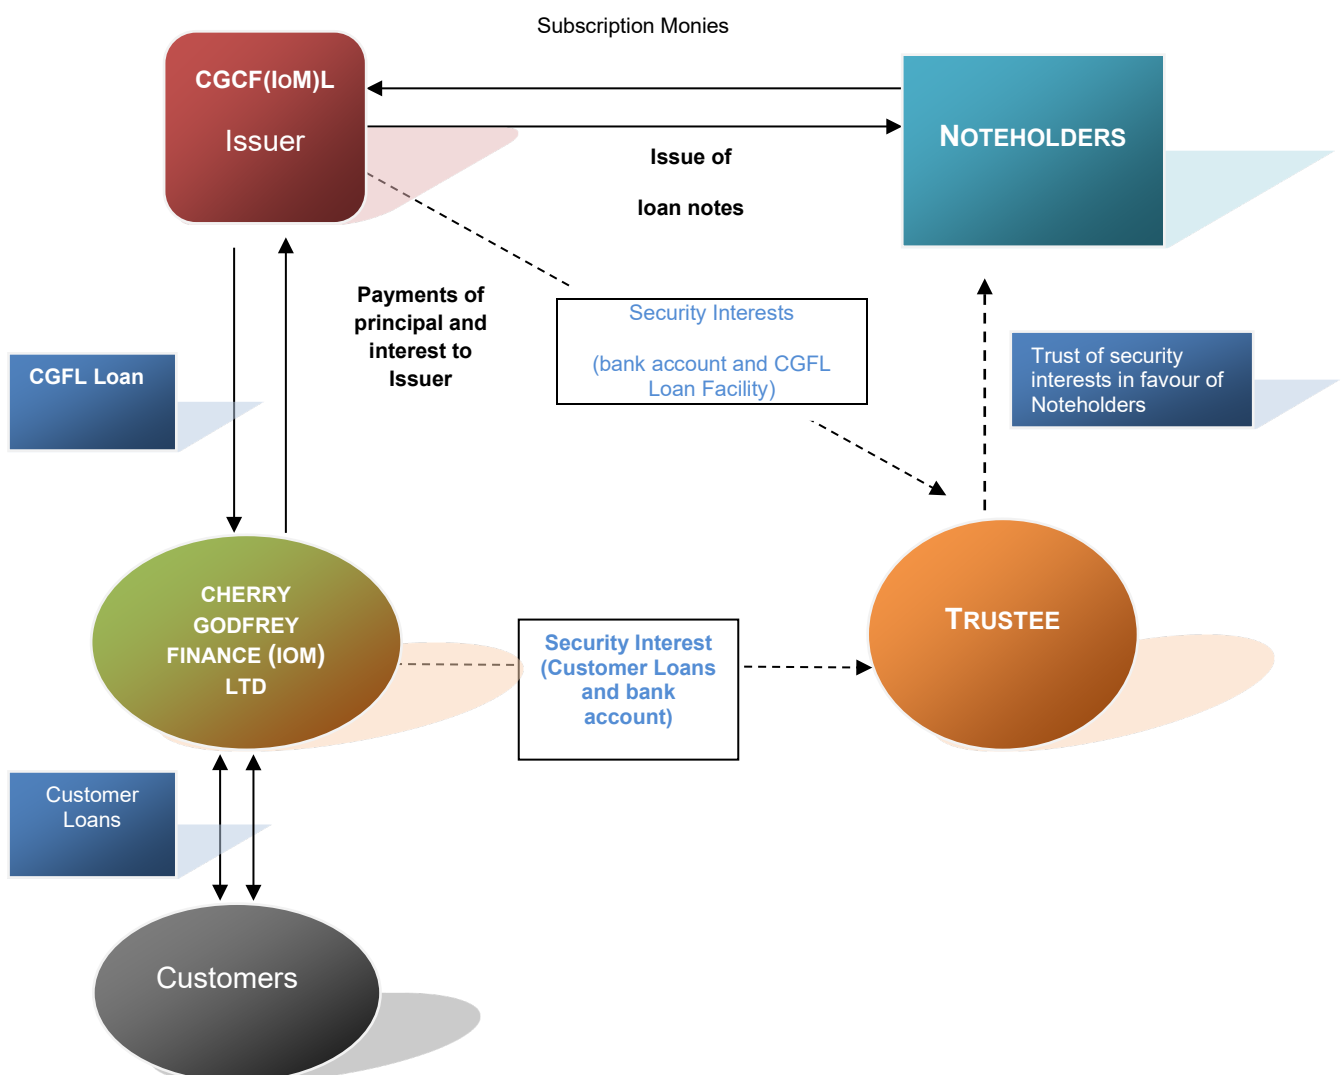 Subscription Monies
CGCF(IoM)L
Issuer
NOTEHOLDERS
Issue of
loan notes
Payments of
principal and
interest to
Issuer
Security Interests
(bank account and CGFL
Loan Facility)
Trust of security
interests in favour of
Noteholders
CGFL Loan
CHERRY
GODFREY
FINANCE (IOM)
LTD
Security Interest
(Customer Loans
and bank
account)
TRUSTEE
Customer
Loans
Customers